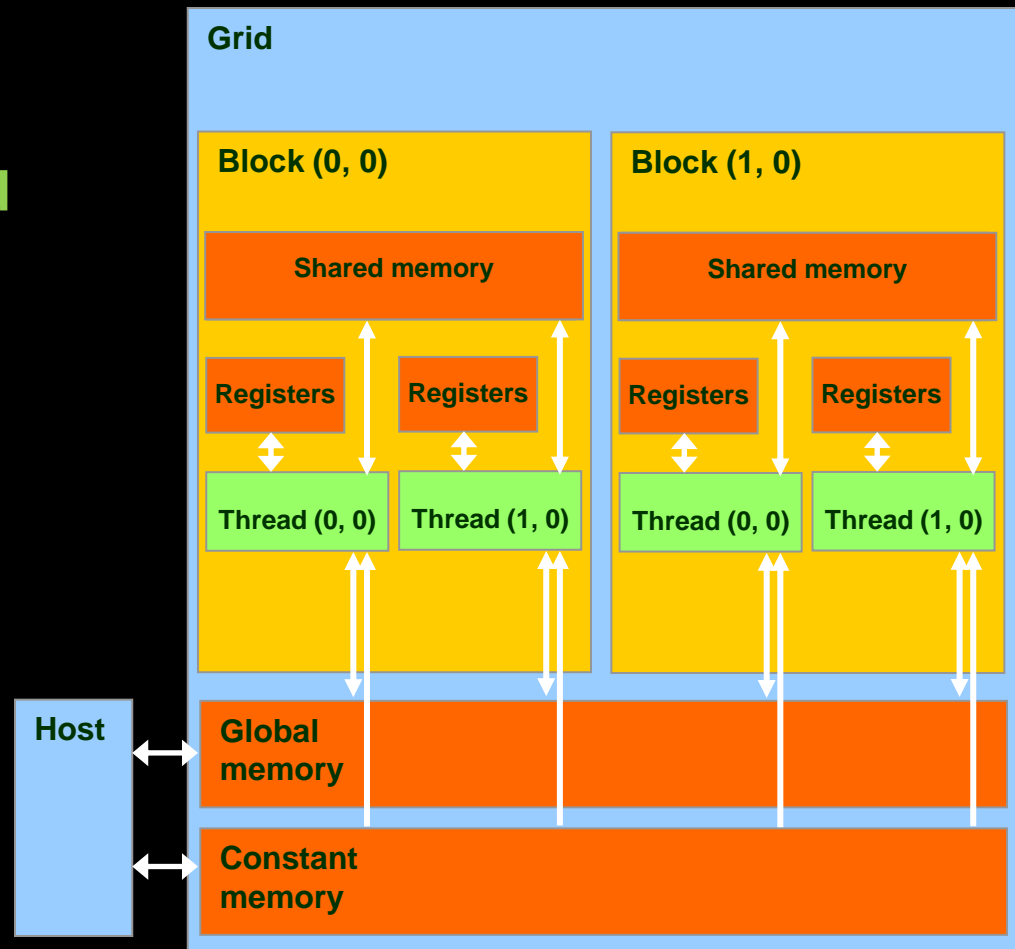 Grid
Block (0, 0)
Block (1, 0)
Shared memory
Shared memory
Registers
Registers
Registers
Registers
Thread (0, 0)
Thread (1, 0)
Thread (0, 0)
Thread (1, 0)
Host
Global
memory
Constant
memory